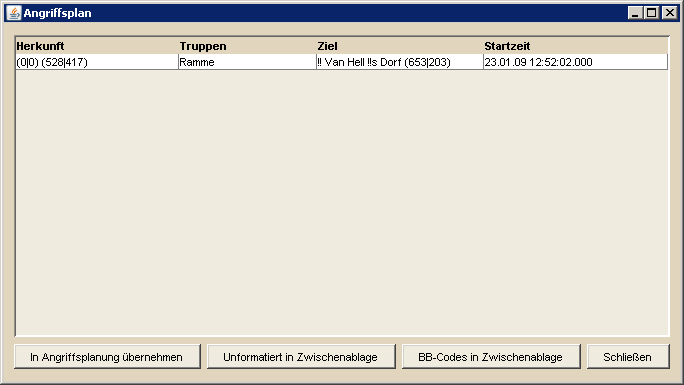 Angriffsplan
Herkunft Truppen Ziel Startzeit
(0|0) (528|417) Ramme !! Van Hell !!s Dorf (653|203) 23.01.09 12:52:02.000
In Angriffsplanung übernehmen Unformatiert in Zwischenablage BB-Codes in Zwischenablage Schließen